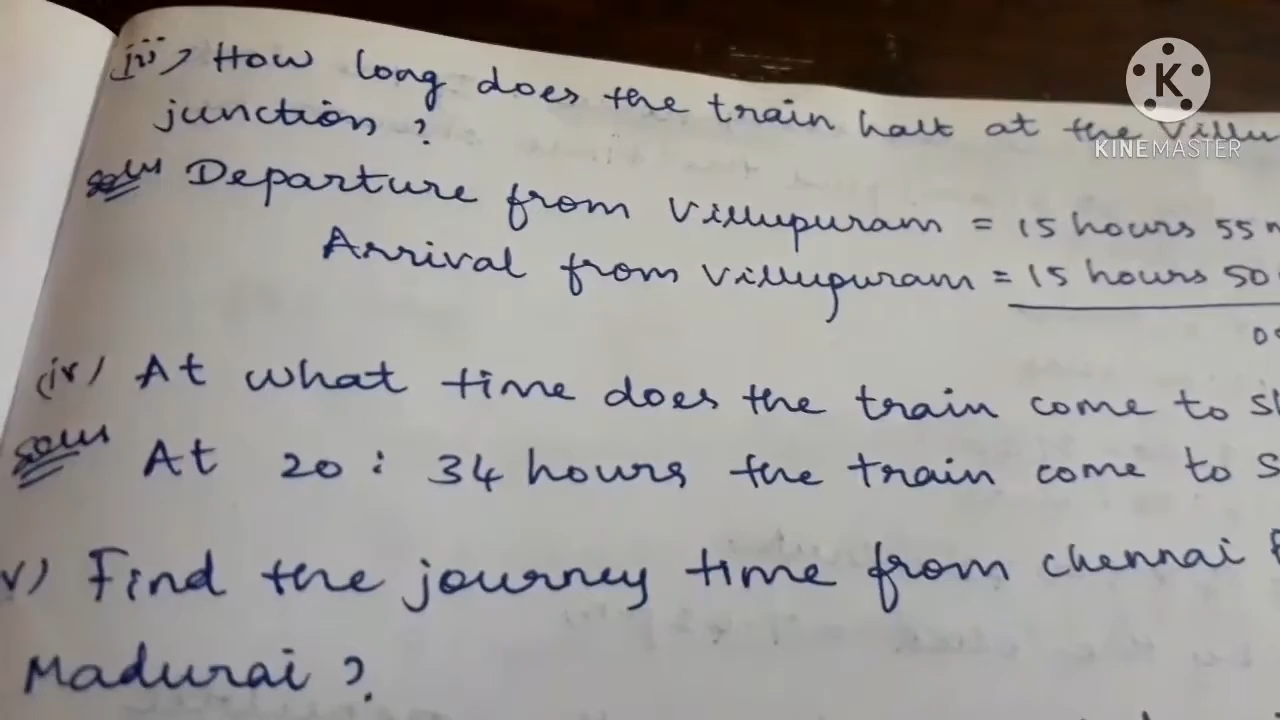 iii) How long does the train halt at the Villu
junction ?
Soln Departure from Villupuram = 15 hours 55 m
Arrival from Villupuram = 15 hours 50
(iv) At what time does the train come to
Soln At 20 : 34 hours the train come to S
v) Find the journey time from chennai
Madurai ?
K
KINEMASTER